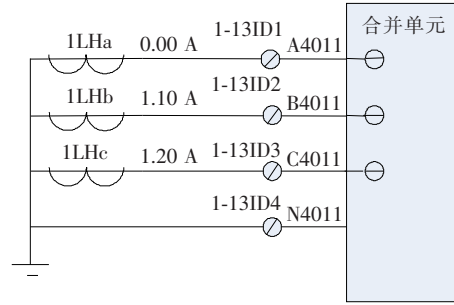 合并单元
1LHa 0.00 A 1-13ID1 A4011
1LHb 1.10 A 1-13ID2 B4011
1LHc 1.20 A 1-13ID3 C4011
1-13ID4 N4011